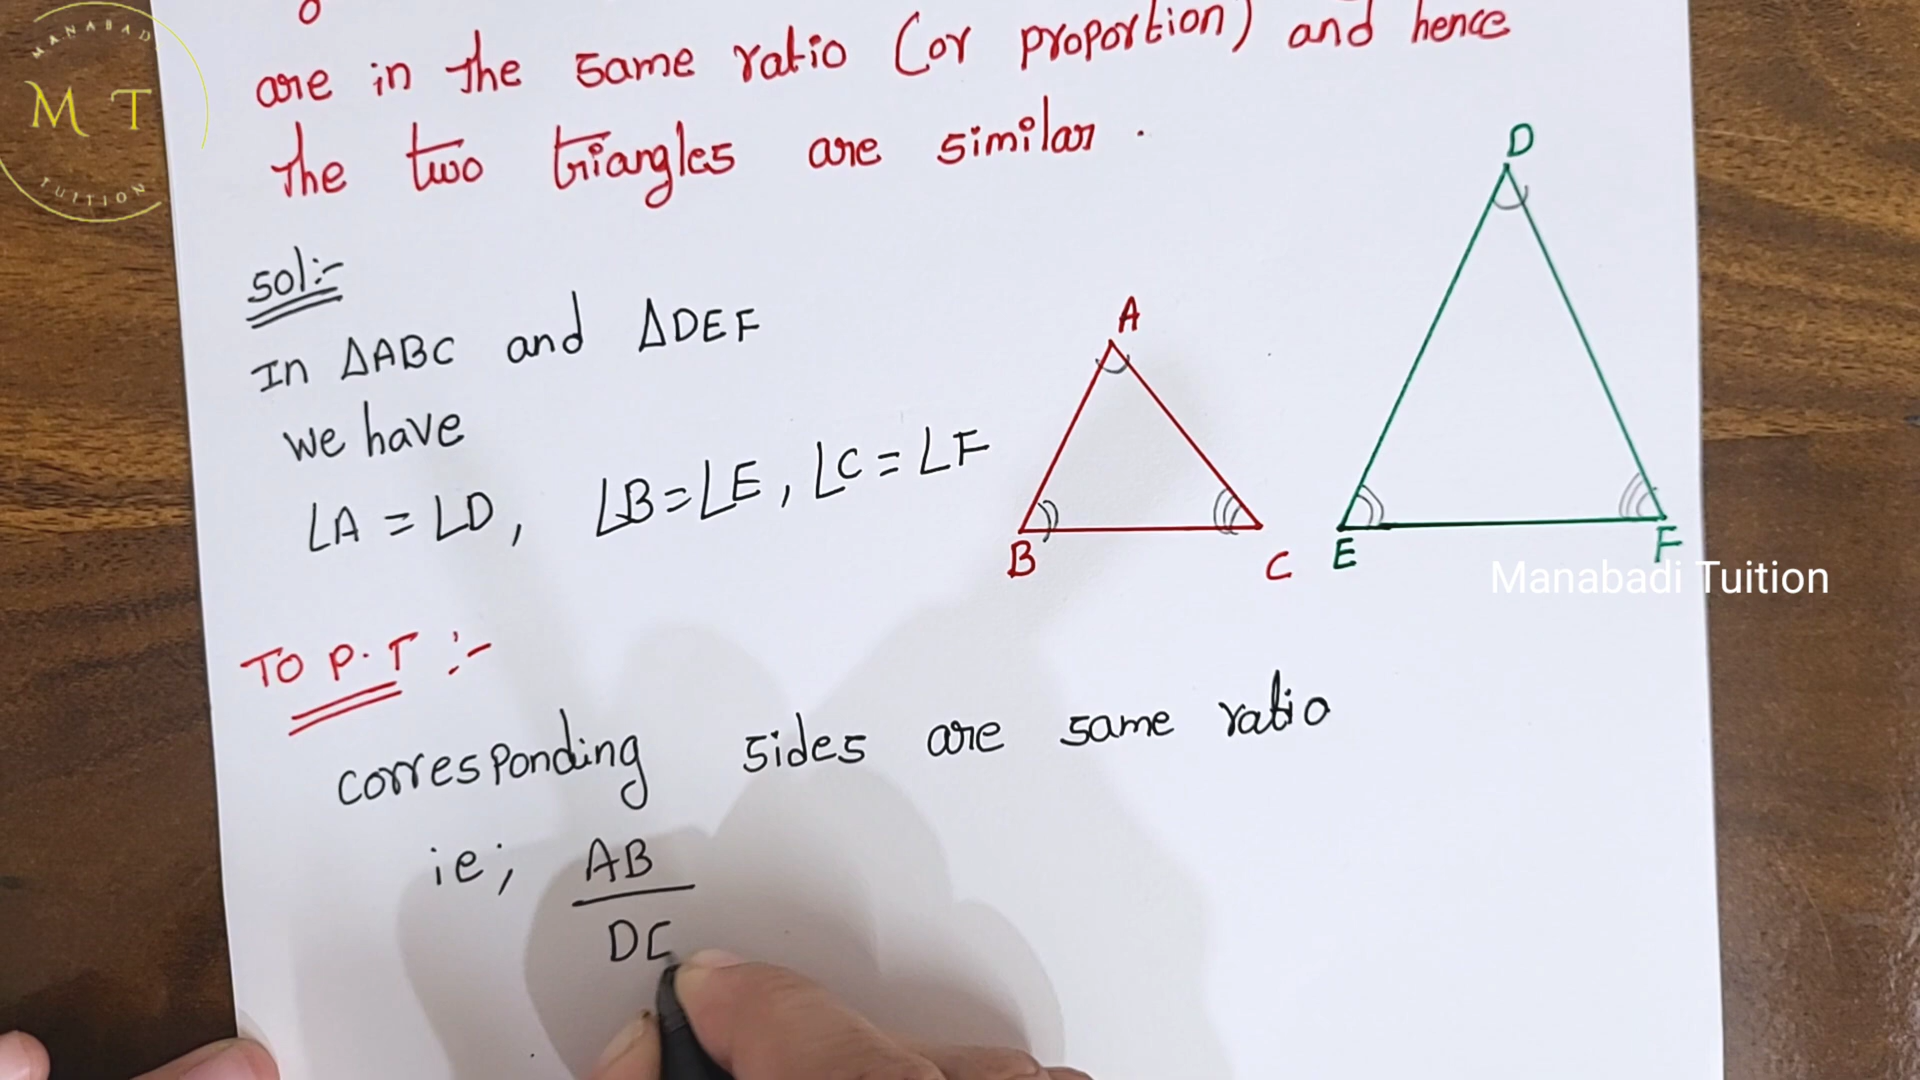 MANABADI
M T
TUITION
are in the same ratio (or proportion) and hence
the two triangles are similar.
Sol:-
In ΔABC and ΔDEF
we have
∠A = ∠D, ∠B = ∠E, ∠C = ∠F
A
B
C
D
E
F
Manabadi Tuition
TO P.T :-
corresponding sides are same ratio
ie; AB